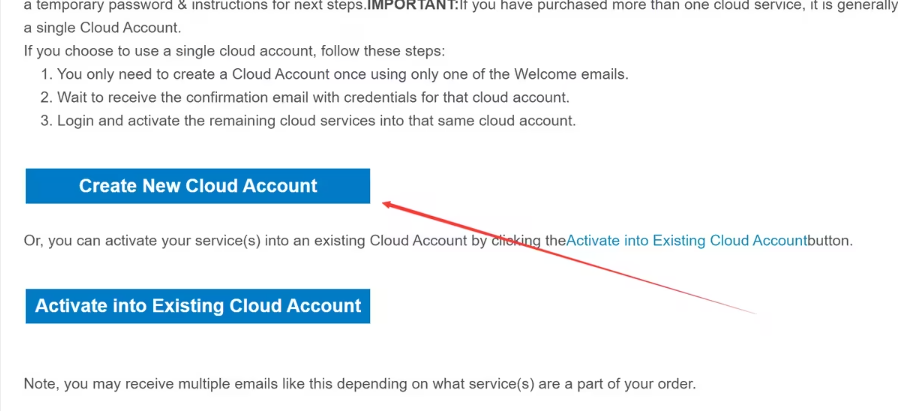 a temporary password & instructions for next steps.IMPORTANT:If you have purchased more than one cloud service, it is generally
a single Cloud Account.
If you choose to use a single cloud account, follow these steps:
1. You only need to create a Cloud Account once using only one of the Welcome emails.
2. Wait to receive the confirmation email with credentials for that cloud account.
3. Login and activate the remaining cloud services into that same cloud account.
Create New Cloud Account
Or, you can activate your service(s) into an existing Cloud Account by clicking theActivate into Existing Cloud Accountbutton.
Activate into Existing Cloud Account
Note, you may receive multiple emails like this depending on what service(s) are a part of your order.